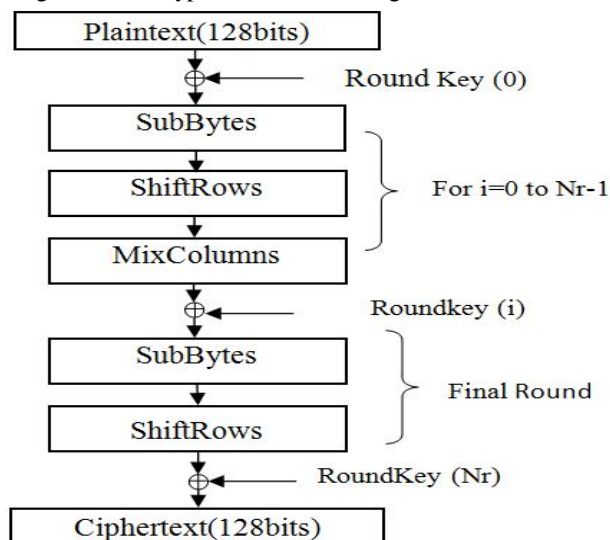 Plaintext(128bits)
Round Key (0)
SubBytes
ShiftRows
For i=0 to Nr-1
MixColumns
Roundkey (i)
SubBytes
Final Round
ShiftRows
RoundKey (Nr)
Ciphertext(128bits)